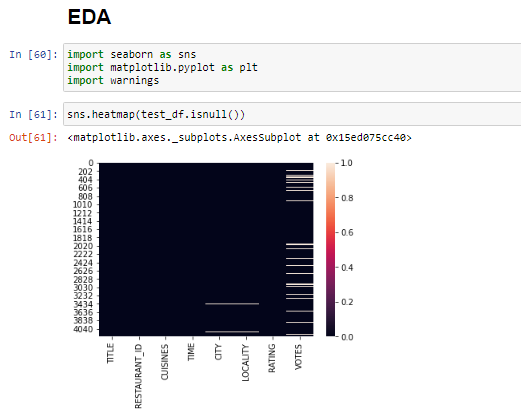 EDA
In [60]: import seaborn as sns
import matplotlib.pyplot as plt
import warnings
In [61]: sns.heatmap(test_df.isnull())
Out[61]: <matplotlib.axes._subplots.AxesSubplot at 0x15ed075cc40>
0
202
404
606
808
1010
1212
1414
1616
1818
2020
2222
2424
2626
2828
3030
3232
3434
3636
3838
4040
TITLE
RESTAURANT_ID
CUISINES
TIME
CITY
LOCALITY
RATING
VOTES
1.0
0.8
0.6
0.4
0.2
0.0